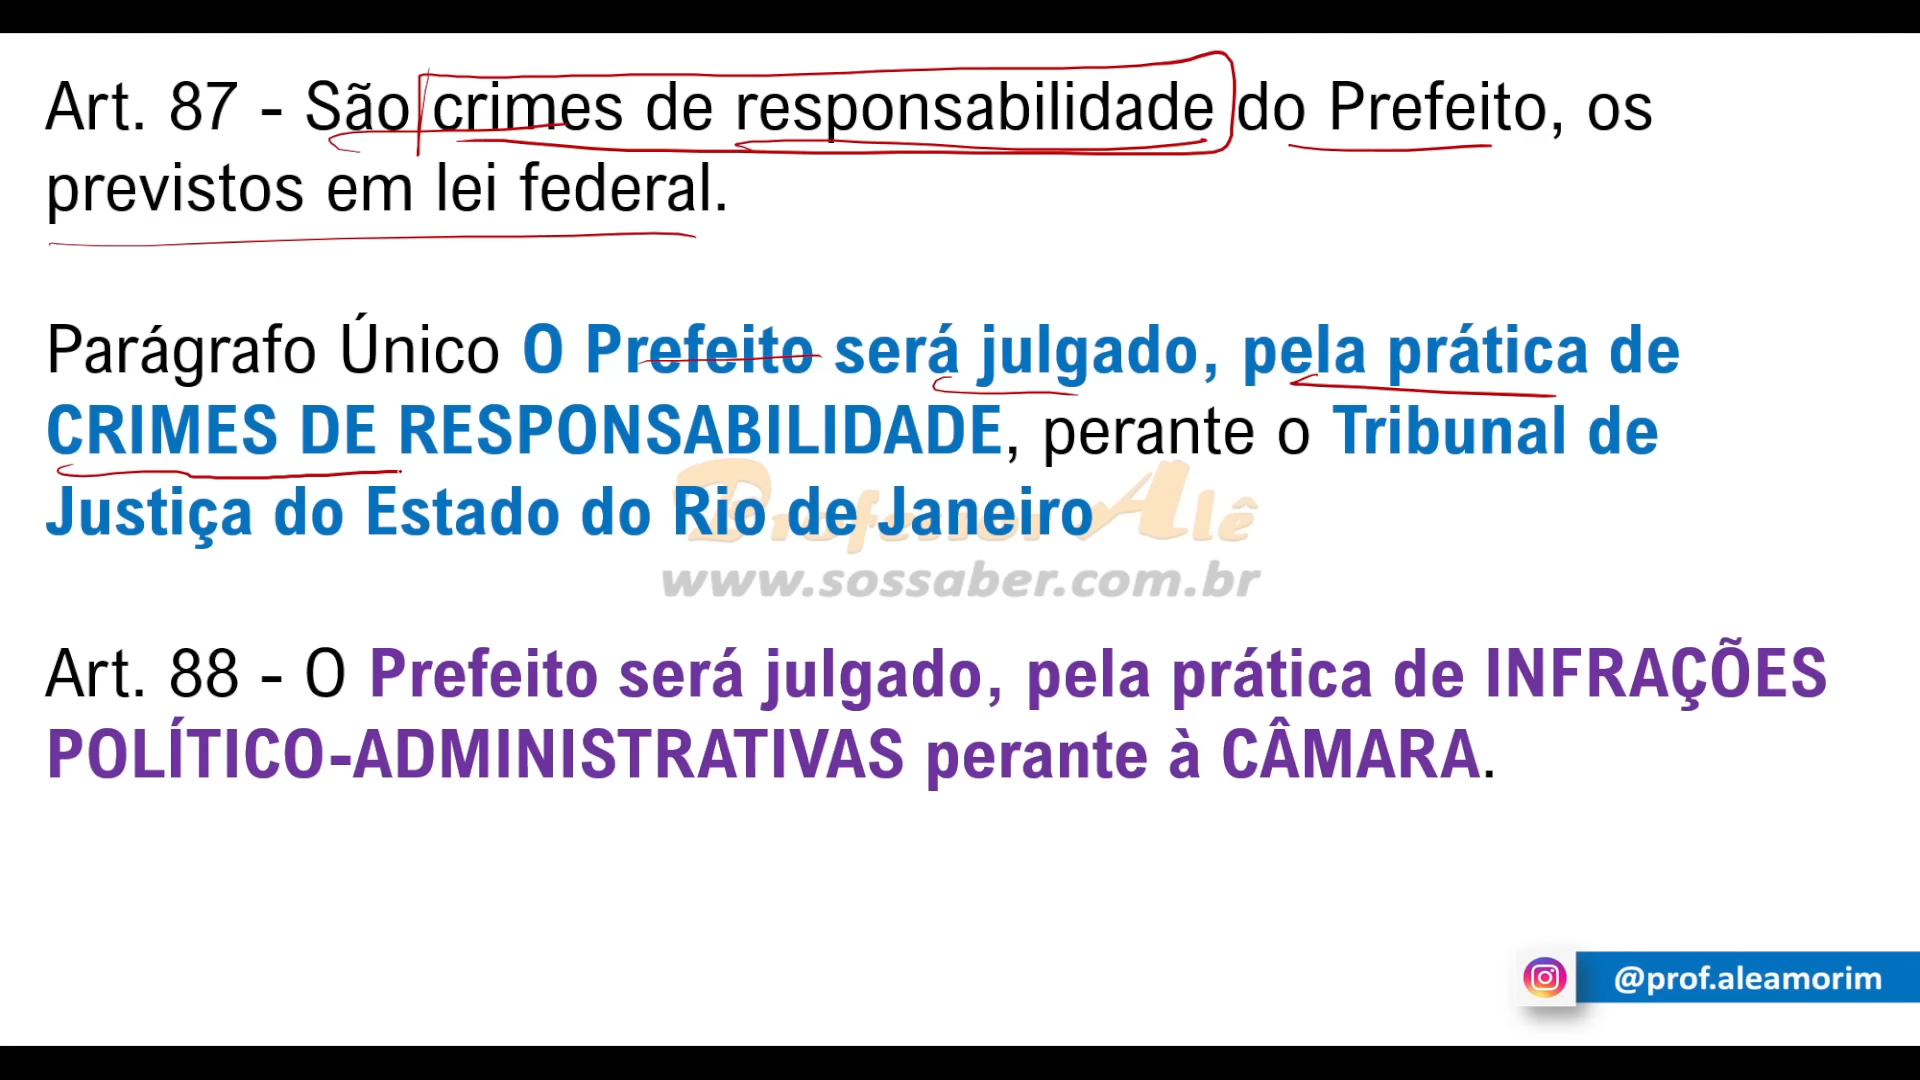 Art. 87 - São crimes de responsabilidade do Prefeito, os
previstos em lei federal.
Parágrafo Único O Prefeito será julgado, pela prática de
CRIMES DE RESPONSABILIDADE, perante o Tribunal de
Justiça do Estado do Rio de Janeiro
Professor Alê
www.sossaber.com.br
Art. 88 - O Prefeito será julgado, pela prática de INFRAÇÕES
POLÍTICO-ADMINISTRATIVAS perante à CÂMARA.
@prof.aleamorim